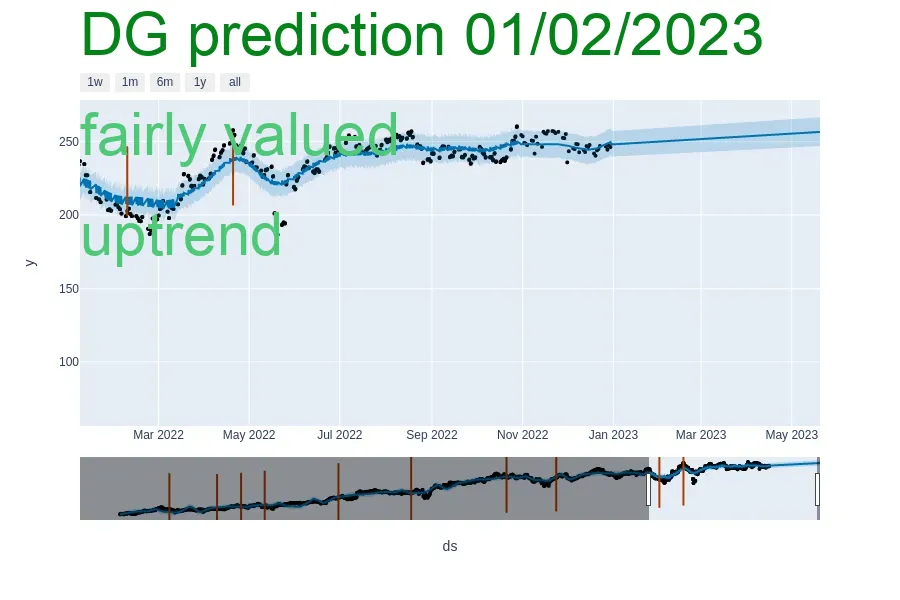 DG prediction 01/02/2023
1w 1m 6m 1y all
fairly valued
250
200
uptrend
y
150
100
Mar 2022 May 2022 Jul 2022 Sep 2022 Nov 2022 Jan 2023 Mar 2023 May 2023
ds